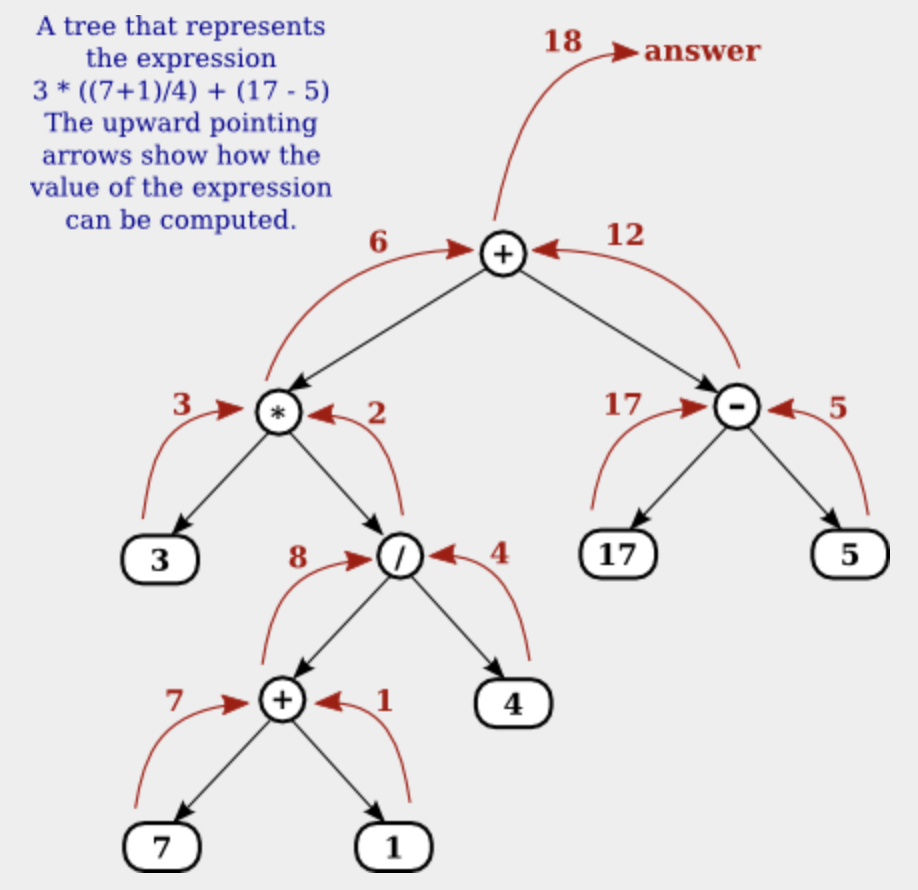 A tree that represents
the expression
3 * ((7+1)/4) + (17 - 5)
The upward pointing
arrows show how the
value of the expression
can be computed.
18 answer
6 + 12
3 * 2 17 - 5
3 8 / 4 17 5
7 + 1 4
7 1